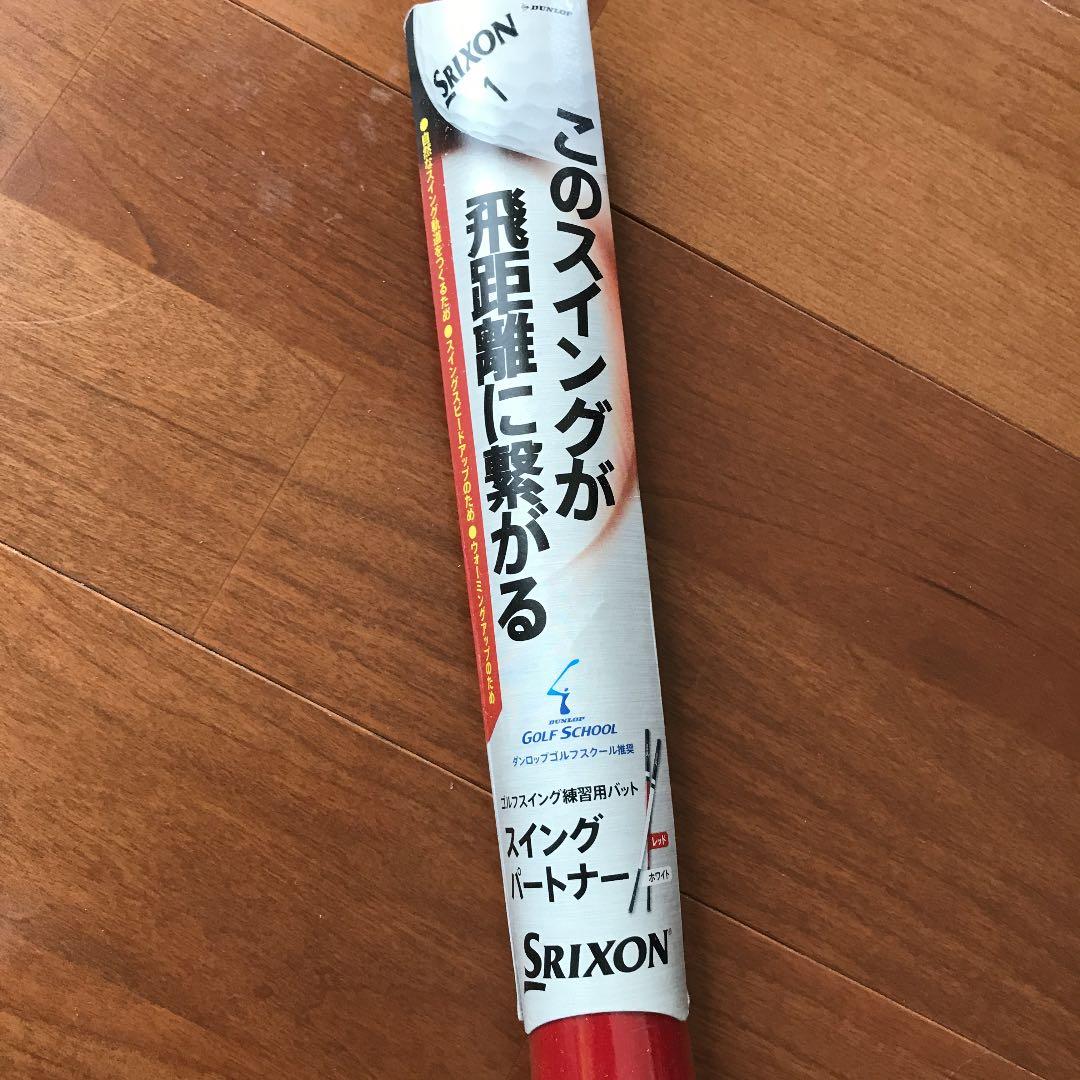 DUNLOP
SRIXON
1
このスイングが
飛距離に繋がる
●自然なスイング軌道をつくるため ●スイングスピードアップのため ●ウォーミングアップのため
DUNLOP
GOLF SCHOOL
ダンロップゴルフスクール推奨
ゴルフスイング練習用バット
スイング
パートナー
レッド
ホワイト
SRIXON®